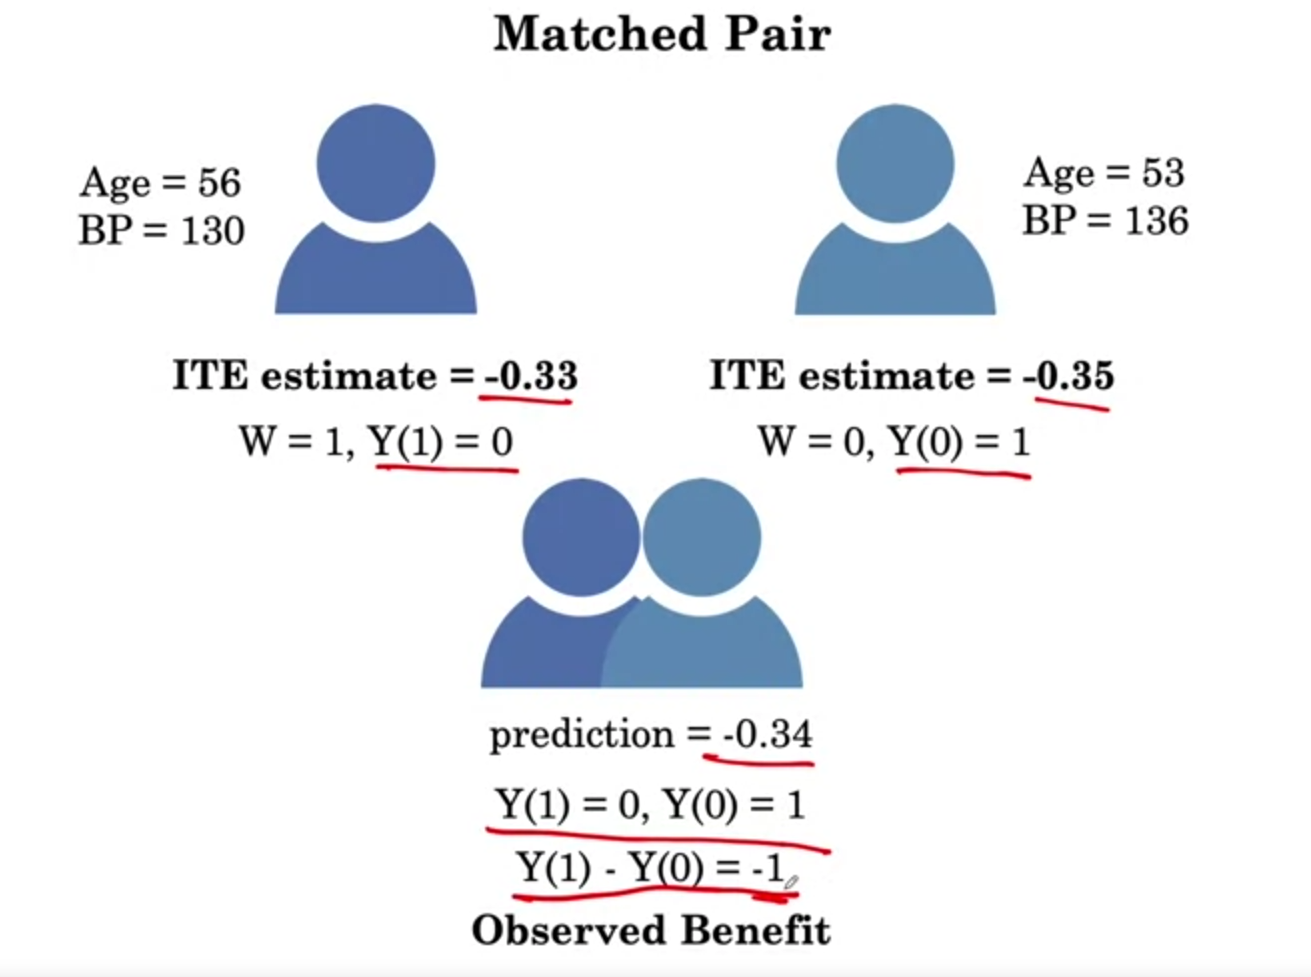 Matched Pair
Age = 56
BP = 130
Age = 53
BP = 136
ITE estimate = -0.33
W = 1, Y(1) = 0
ITE estimate = -0.35
W = 0, Y(0) = 1
prediction = -0.34
Y(1) = 0, Y(0) = 1
Y(1) - Y(0) = -1
Observed Benefit